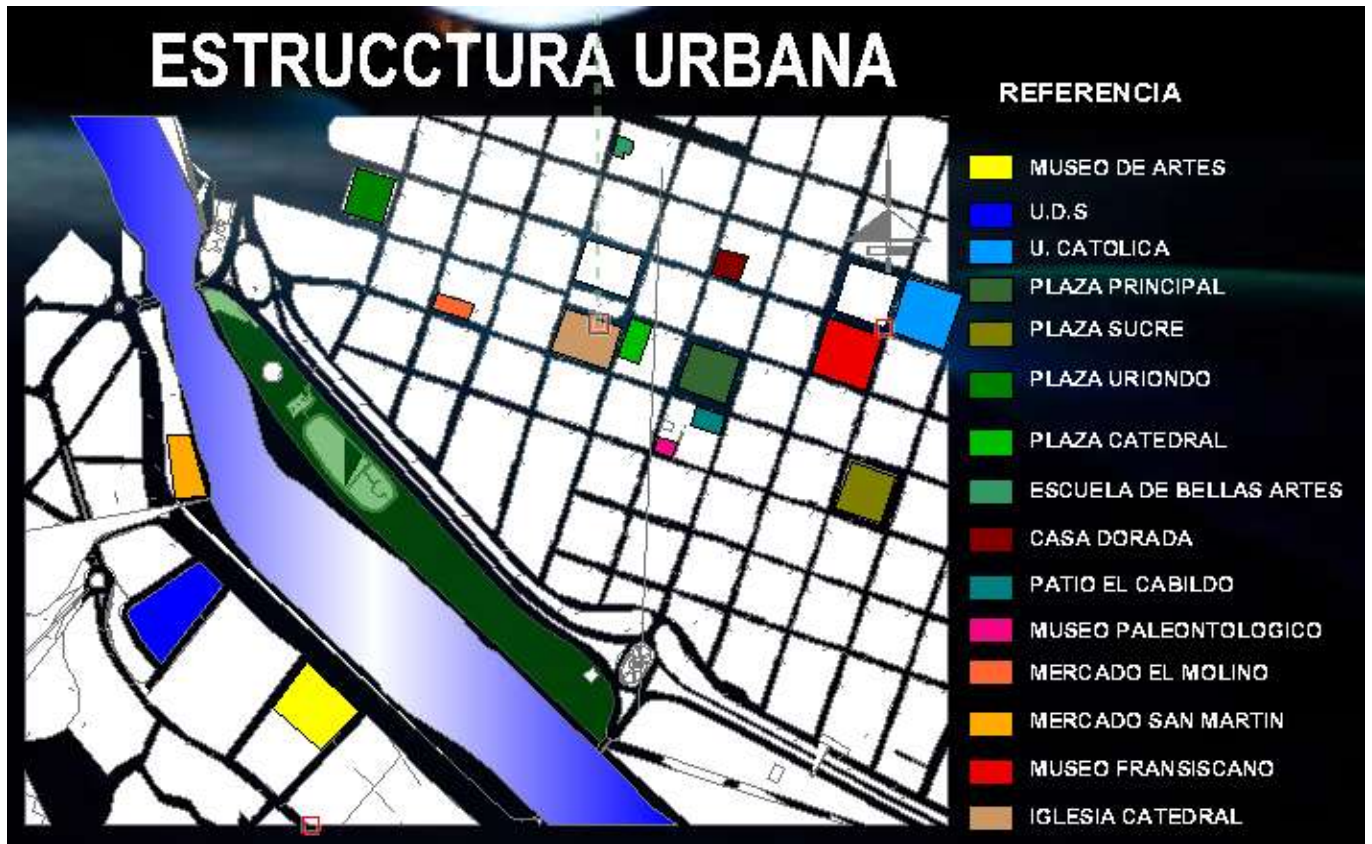 ESTRUCCTURA URBANA
REFERENCIA
MUSEO DE ARTES
U.D.S
U. CATOLICA
PLAZA PRINCIPAL
PLAZA SUCRE
PLAZA URIONDO
PLAZA CATEDRAL
ESCUELA DE BELLAS ARTES
CASA DORADA
PATIO EL CABILDO
MUSEO PALEONTOLOGICO
MERCADO EL MOLINO
MERCADO SAN MARTIN
MUSEO FRANSISCANO
IGLESIA CATEDRAL